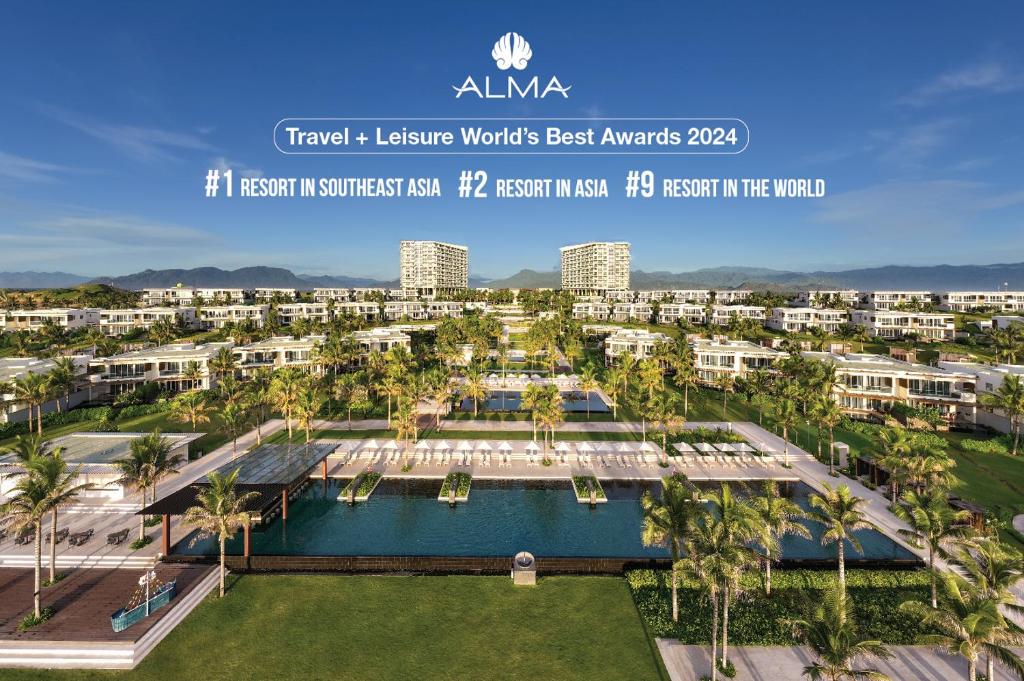 ALMA
Travel + Leisure World's Best Awards 2024
#1 RESORT IN SOUTHEAST ASIA #2 RESORT IN ASIA #9 RESORT IN THE WORLD